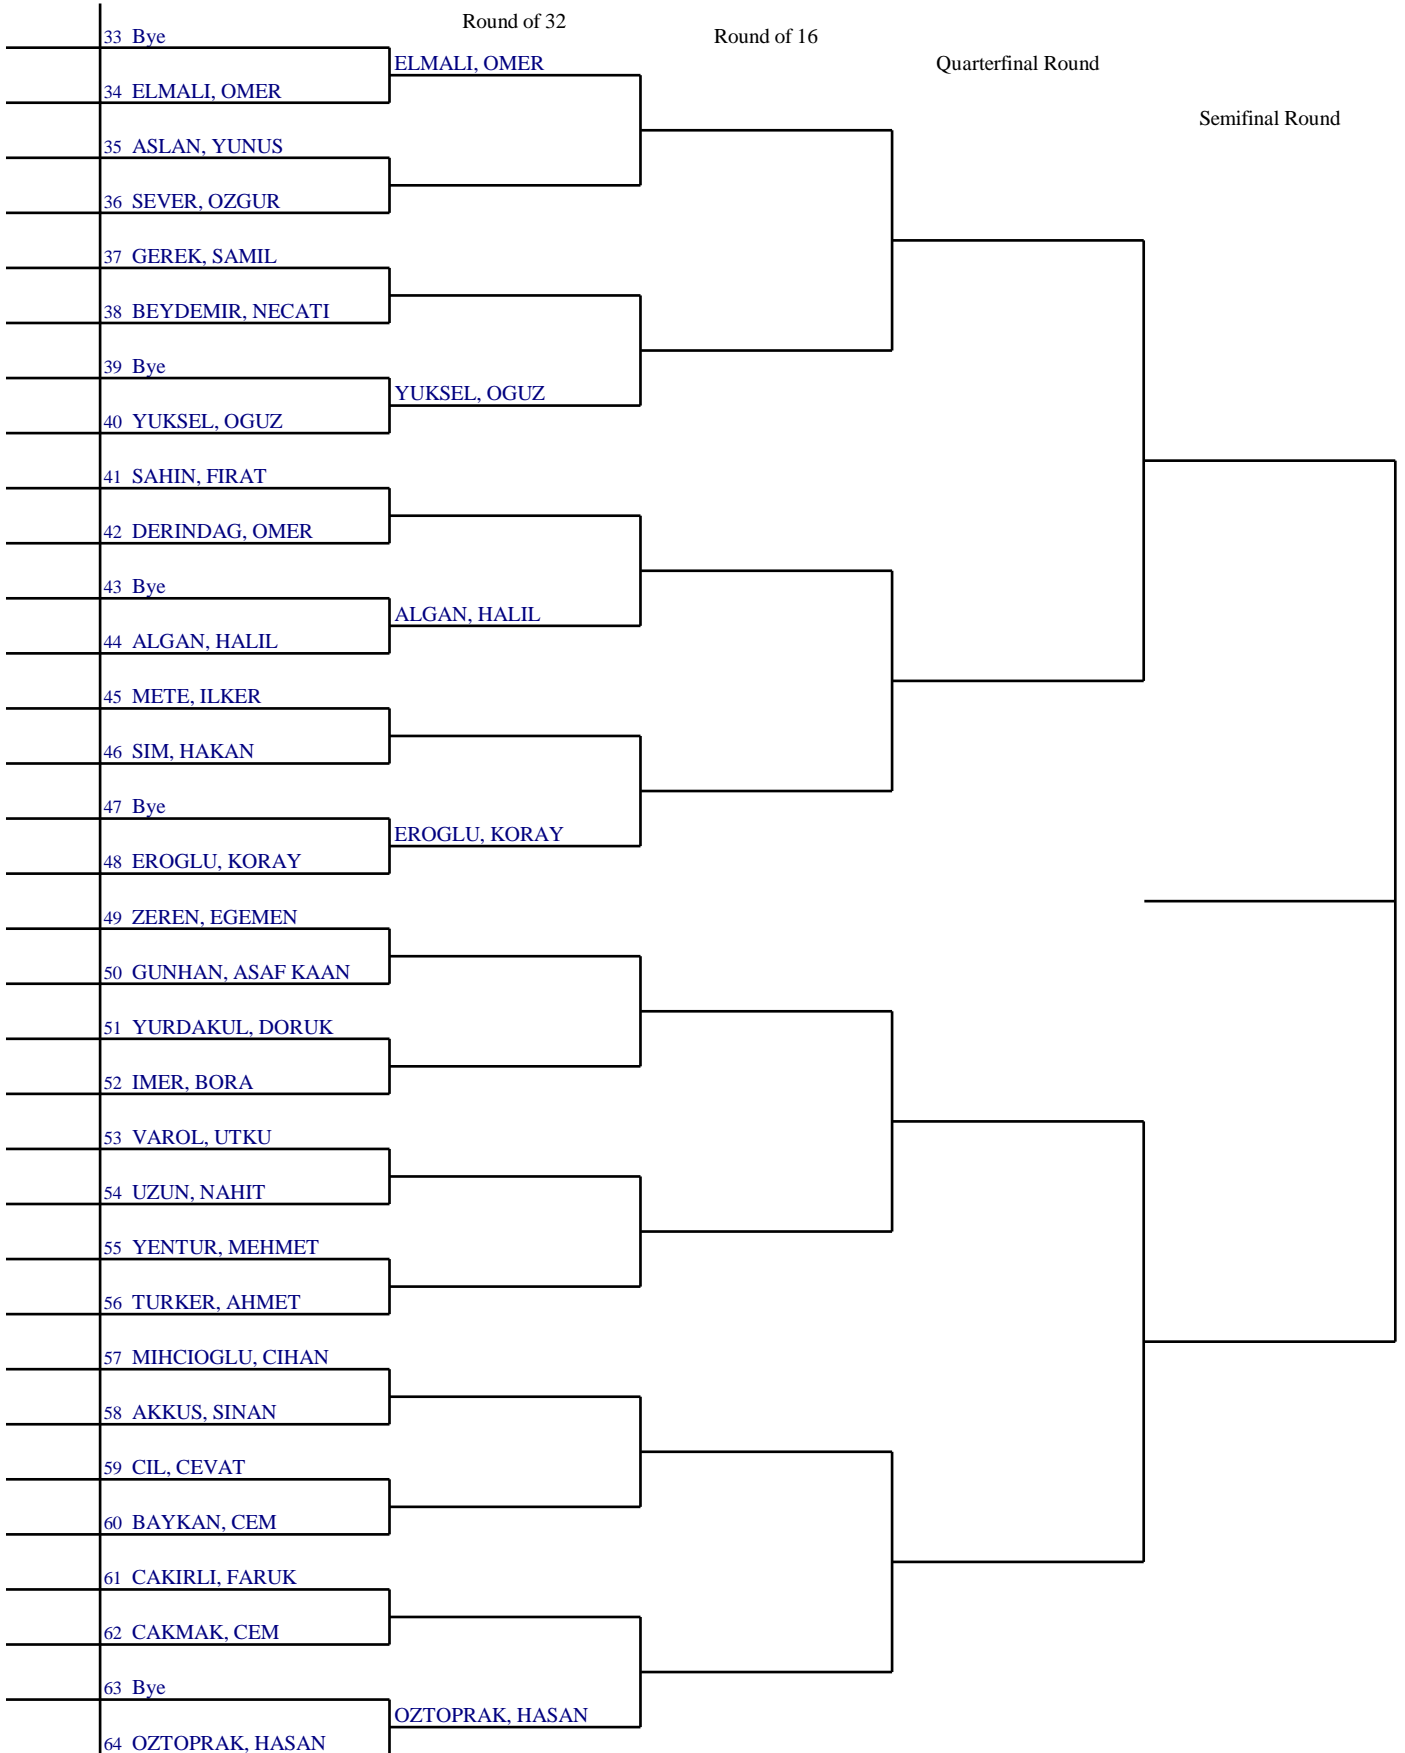 Round of 32
Round of 16
Quarterfinal Round
Semifinal Round
33 Bye
ELMALI, OMER
34 ELMALI, OMER
35 ASLAN, YUNUS
36 SEVER, OZGUR
37 GEREK, SAMIL
38 BEYDEMIR, NECATI
39 Bye
YUKSEL, OGUZ
40 YUKSEL, OGUZ
41 SAHIN, FIRAT
42 DERINDAG, OMER
43 Bye
ALGAN, HALIL
44 ALGAN, HALIL
45 METE, ILKER
46 SIM, HAKAN
47 Bye
EROGLU, KORAY
48 EROGLU, KORAY
49 ZEREN, EGEMEN
50 GUNHAN, ASAF KAAN
51 YURDAKUL, DORUK
52 IMER, BORA
53 VAROL, UTKU
54 UZUN, NAHIT
55 YENTUR, MEHMET
56 TURKER, AHMET
57 MIHCIOGLU, CIHAN
58 AKKUS, SINAN
59 CIL, CEVAT
60 BAYKAN, CEM
61 CAKIRLI, FARUK
62 CAKMAK, CEM
63 Bye
OZTOPRAK, HASAN
64 OZTOPRAK, HASAN